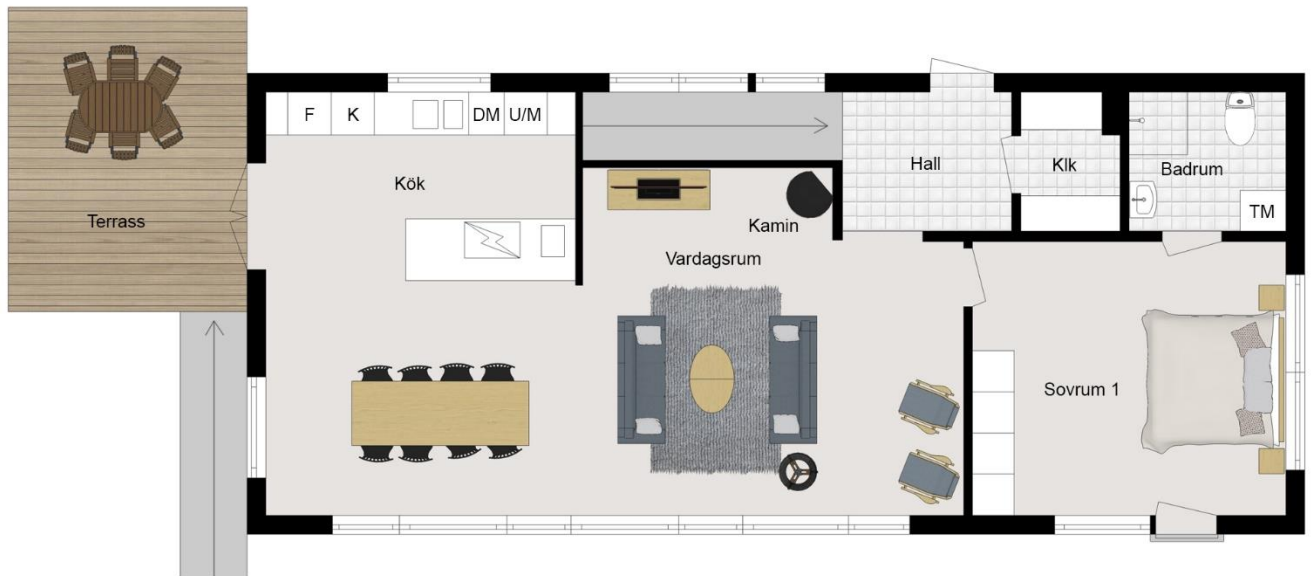 F
K
DM
U/M
Hall
Klk
Badrum
Kök
TM
Terrass
Kamin
Vardagsrum
Sovrum 1